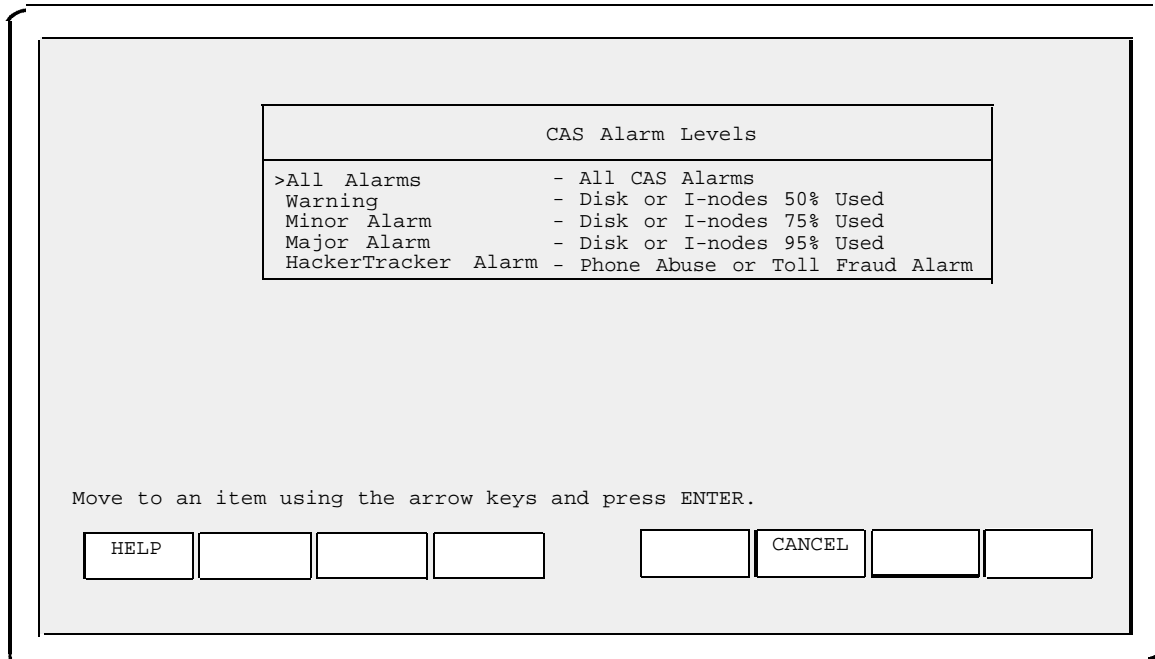 CAS Alarm Levels
>All Alarms - All CAS Alarms
Warning - Disk or I-nodes 50% Used
Minor Alarm - Disk or I-nodes 75% Used
Major Alarm - Disk or I-nodes 95% Used
HackerTracker Alarm - Phone Abuse or Toll Fraud Alarm
Move to an item using the arrow keys and press ENTER.
HELP CANCEL